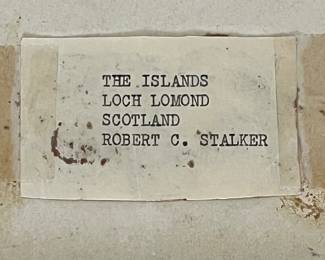 THE ISLANDS
LOCH LOMOND
SCOTLAND
ROBERT C. STALKER